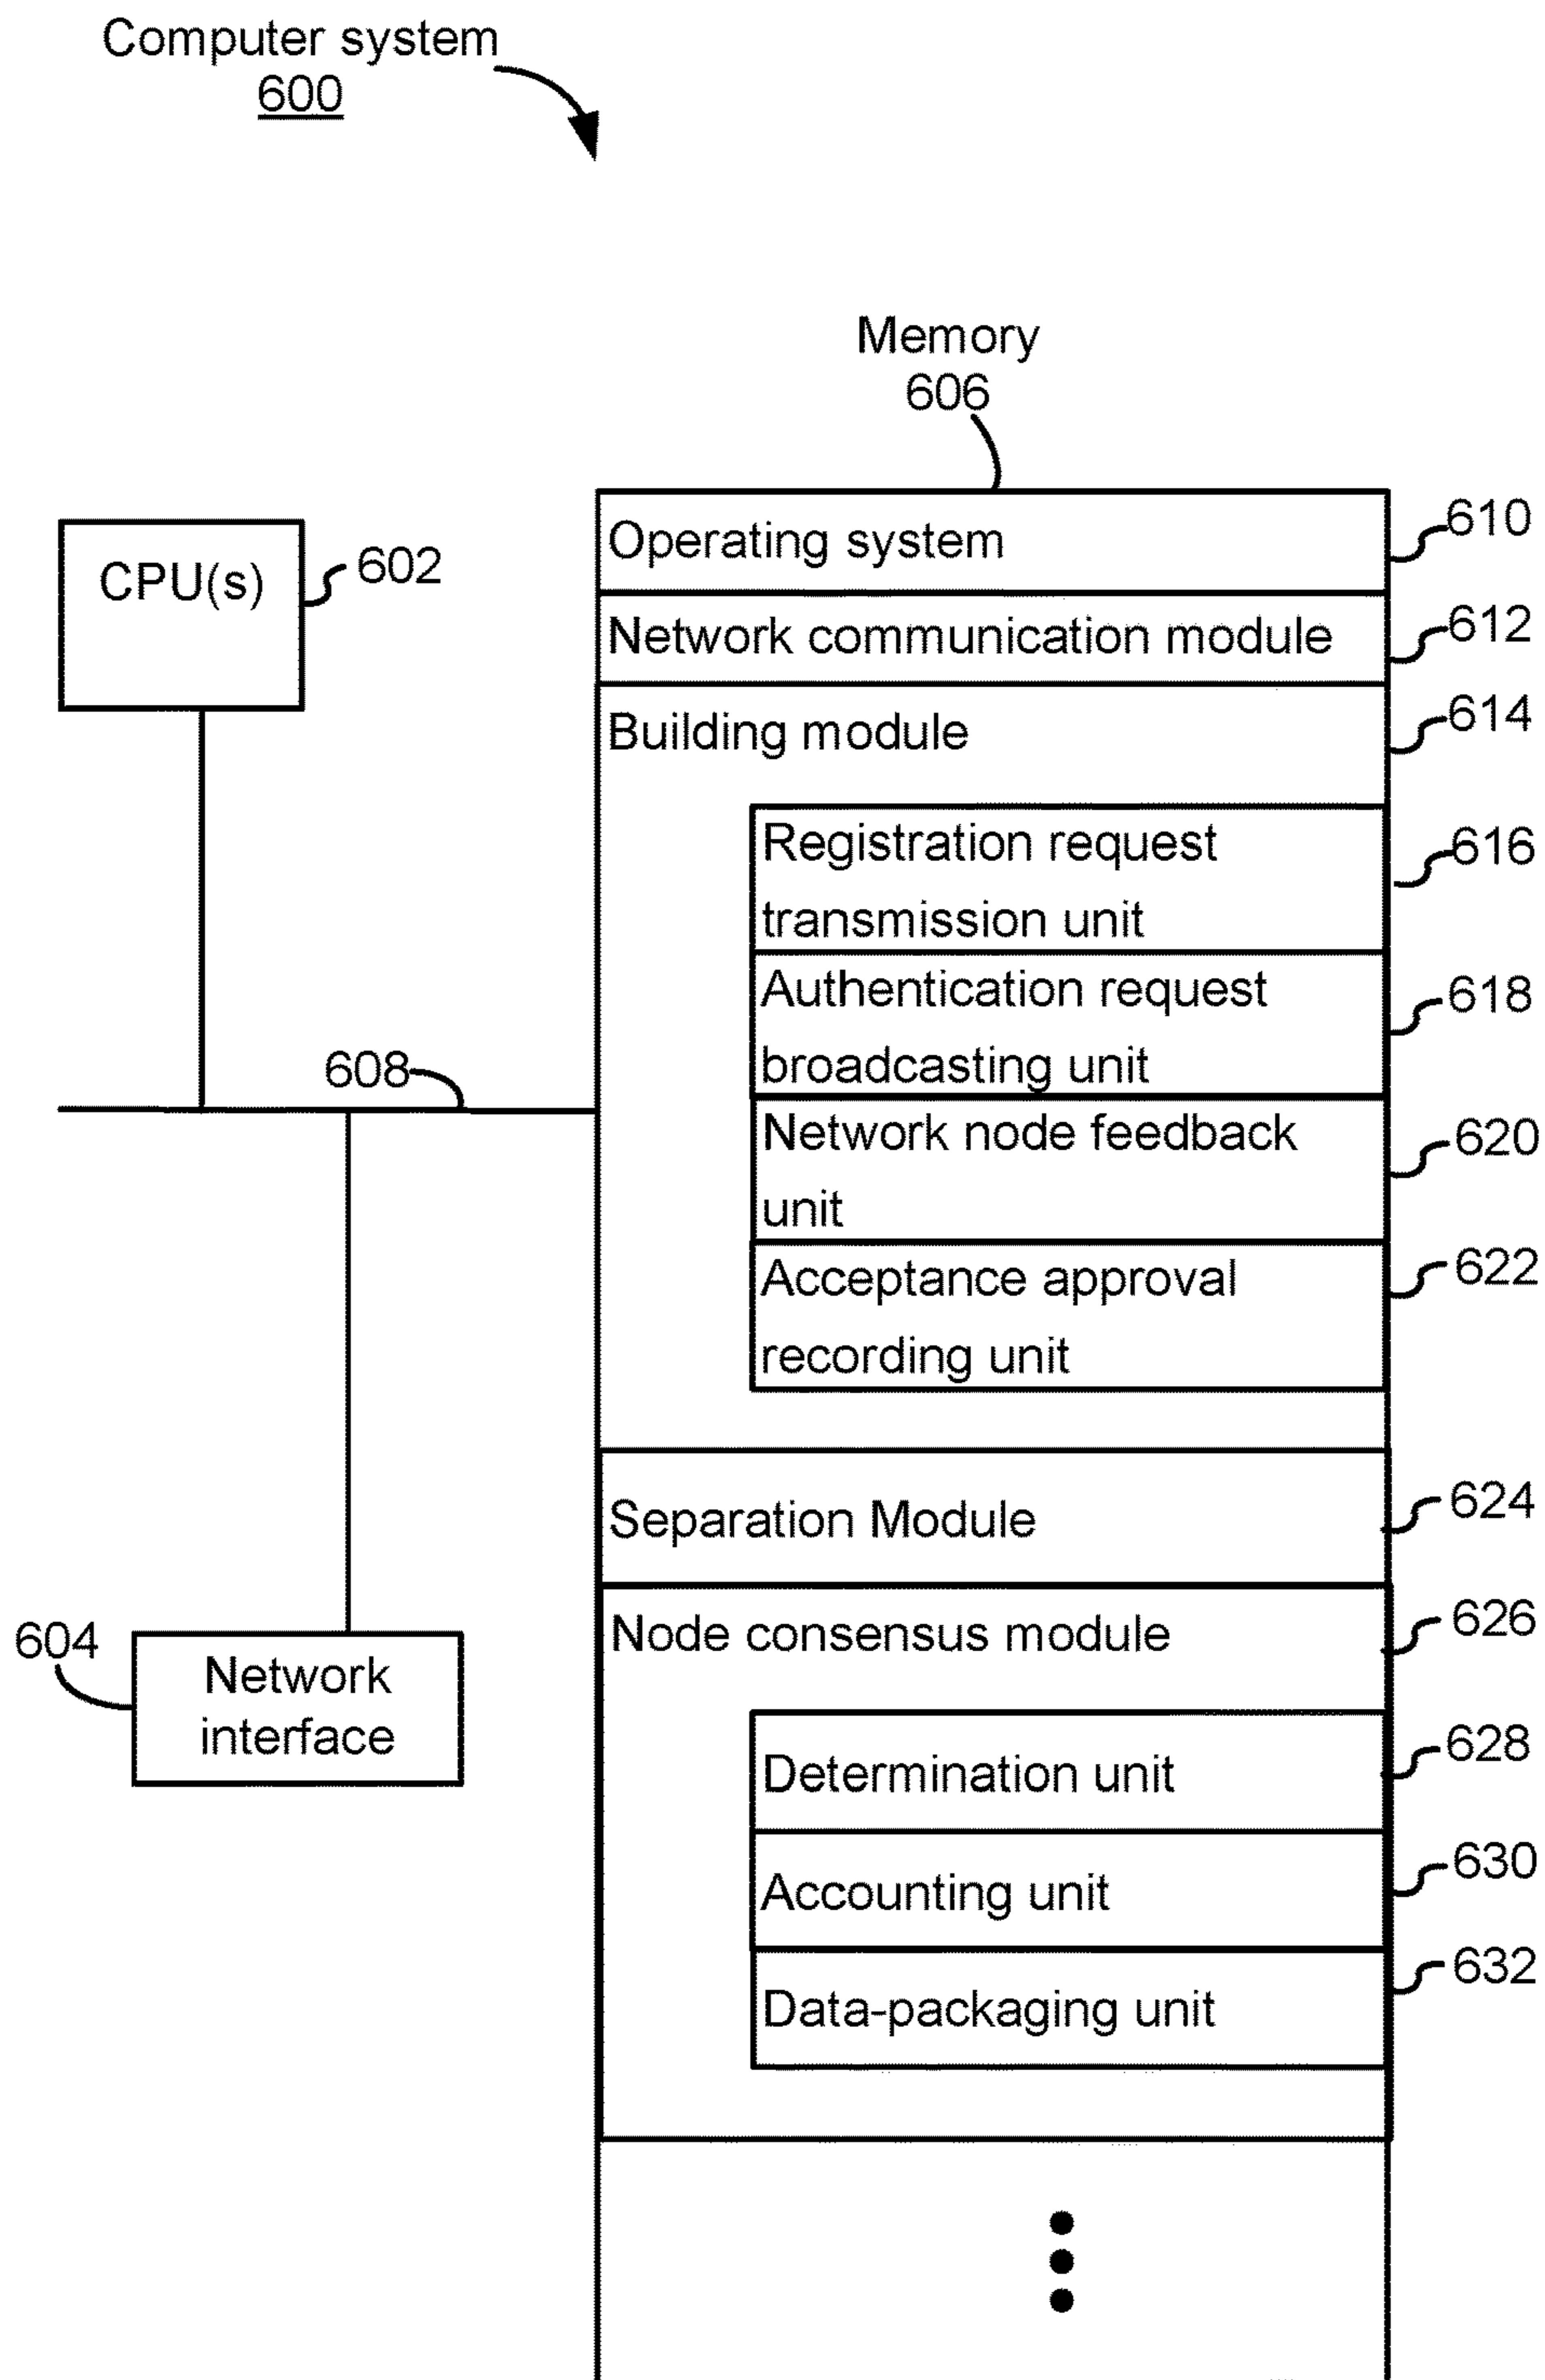 Computer system
600
Memory
606
CPU(s)
602
608
604
Network
interface
Operating system
610
Network communication module
612
Building module
614
Registration request
transmission unit
616
Authentication request
broadcasting unit
618
Network node feedback
unit
620
Acceptance approval
recording unit
622
Separation Module
624
Node consensus module
626
Determination unit
628
Accounting unit
630
Data-packaging unit
632